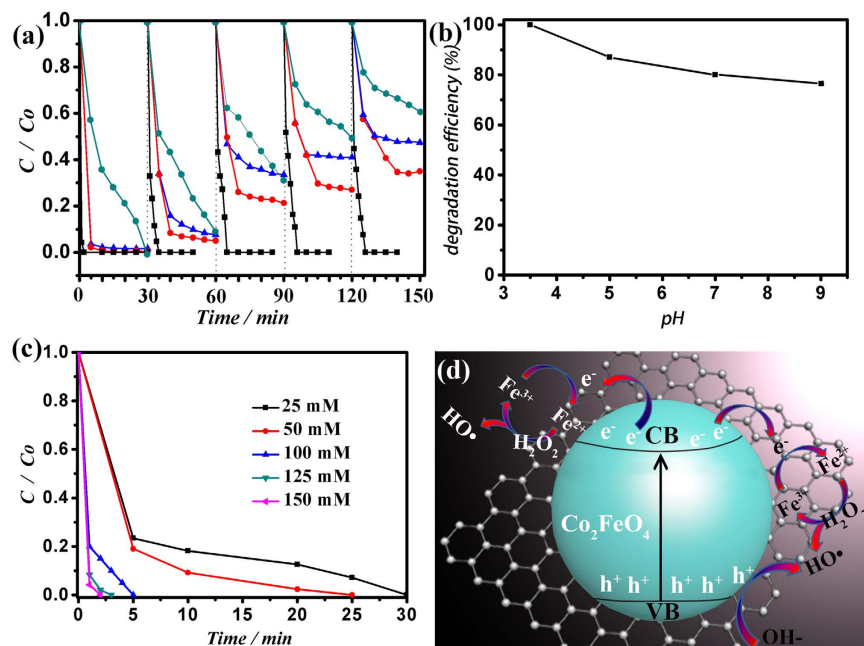 (a)
C / Co
1.0
0.8
0.6
0.4
0.2
0.0
0 30 60 90 120 150
Time / min
(b)
degradation efficiency (%)
100
80
60
40
20
0
3 4 5 6 7 8 9
pH
(c)
C / Co
1.0
0.8
0.6
0.4
0.2
0.0
25 mM
50 mM
100 mM
125 mM
150 mM
0 5 10 15 20 25 30
Time / min
(d)
Fe³⁺
e⁻
HO•
Fe²⁺
H₂O₂
e⁻ e⁻ CB e⁻ e⁻
e⁻
Fe²⁺
Fe³⁺
H₂O₂
Co₂FeO₄
HO•
h⁺ h⁺ h⁺ h⁺ h⁺
VB
OH-